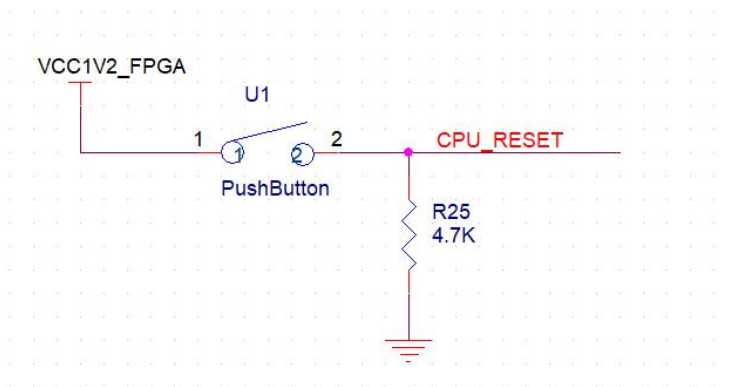 VCC1V2_FPGA
U1
1
1
2
2
CPU_RESET
PushButton
R25
4.7K